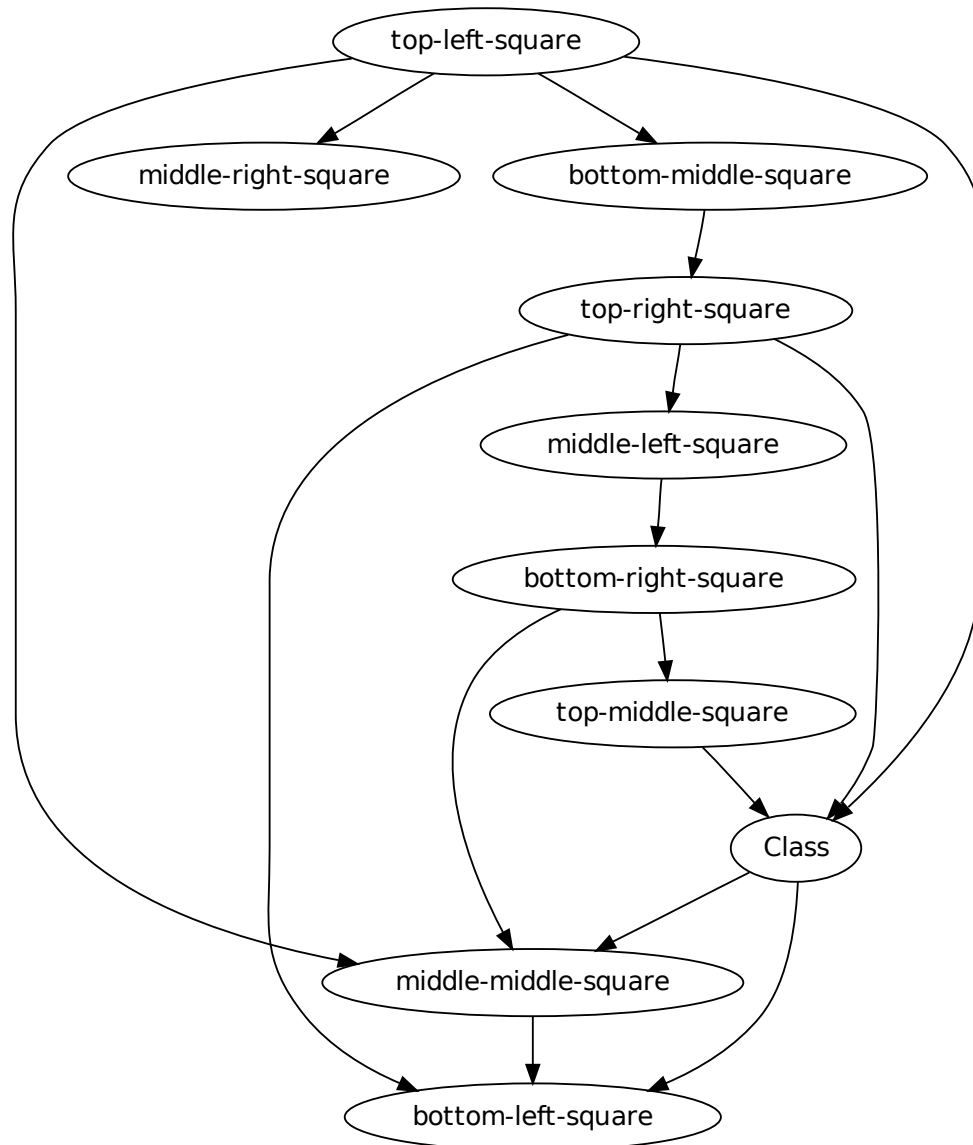 top-left-square
middle-right-square
bottom-middle-square
top-right-square
middle-left-square
bottom-right-square
top-middle-square
Class
middle-middle-square
bottom-left-square